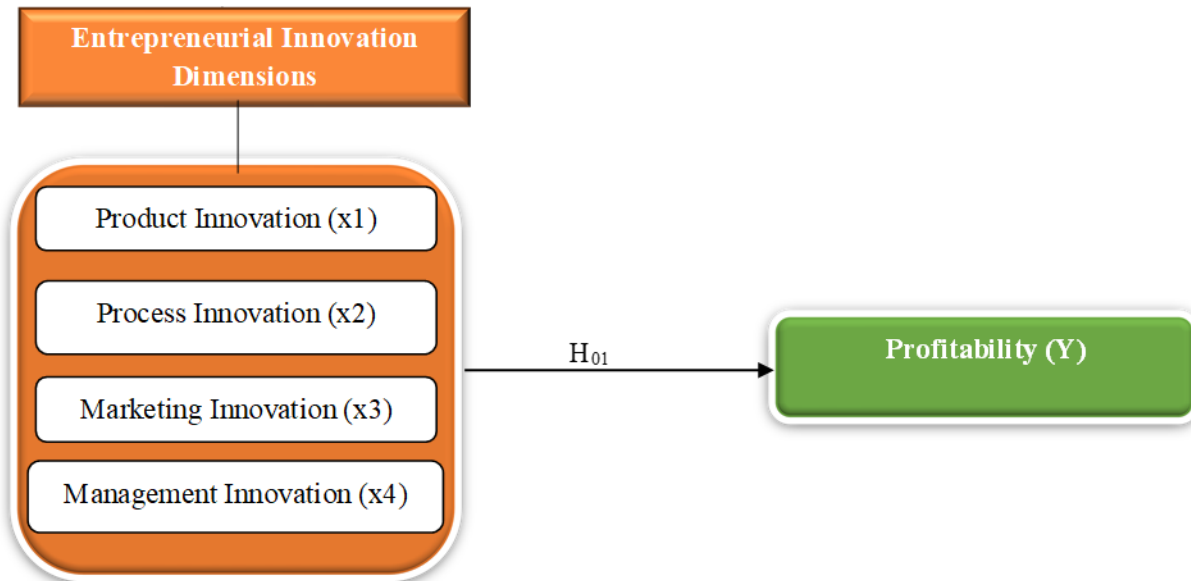 Entrepreneurial Innovation
Dimensions
Product Innovation (x1)
Process Innovation (x2)
Marketing Innovation (x3)
Management Innovation (x4)
H01
Profitability (Y)